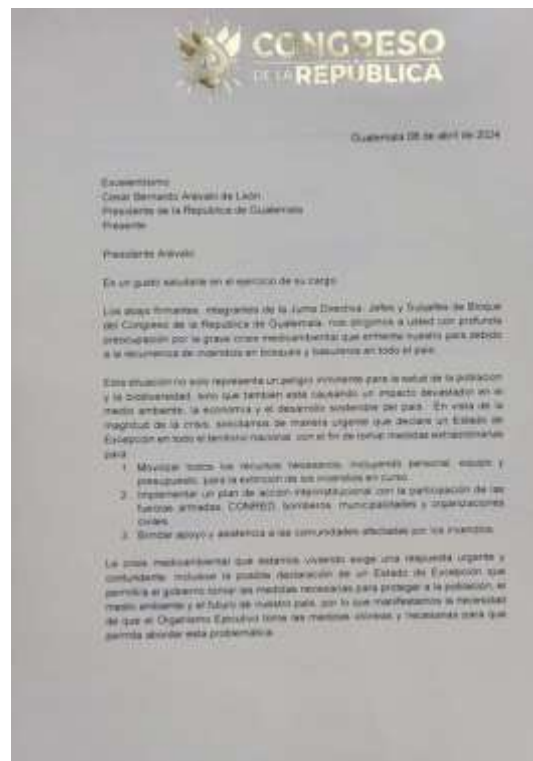 CONGRESO
DE LA REPÚBLICA
Guatemala 08 de abril de 2024
Excelentísimo
César Bernardo Arévalo de León
Presidente de la República de Guatemala
Presente
Presidente Arévalo:
Es un gusto saludarle en el ejercicio de su cargo.
Los abajo firmantes, integrantes de la Junta Directiva, Jefes y Subjefes de Bloque
del Congreso de la República de Guatemala, nos dirigimos a usted con profunda
preocupación por la grave crisis medioambiental que enfrenta nuestro país debido
a la recurrencia de incendios en bosques y basureros en todo el país.
Esta situación no solo representa un peligro inminente para la salud de la población
y la biodiversidad, sino que también está causando un impacto devastador en el
medio ambiente, la economía y el desarrollo sostenible del país. En vista de la
magnitud de la crisis, solicitamos de manera urgente que declare un Estado de
Excepción en todo el territorio nacional, con el fin de tomar medidas extraordinarias
para:
1. Movilizar todos los recursos necesarios, incluyendo personal, equipo y
presupuesto, para la extinción de los incendios en curso.
2. Implementar un plan de acción interinstitucional con la participación de las
fuerzas armadas, CONRED, bomberos, municipalidades y organizaciones
civiles.
3. Brindar apoyo y asistencia a las comunidades afectadas por los incendios.
La crisis medioambiental que estamos viviendo exige una respuesta urgente y
contundente, inclusive la posible declaración de un Estado de Excepción que
permitirá al gobierno tomar las medidas necesarias para proteger a la población, el
medio ambiente y el futuro de nuestro país, por lo que manifestamos la necesidad
de que el Organismo Ejecutivo tome las medidas idóneas y necesarias para que
permita abordar esta problemática.